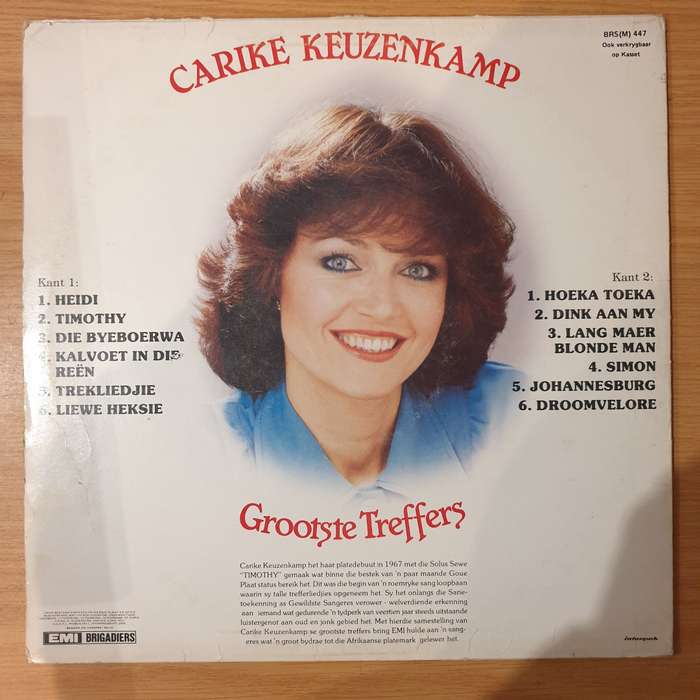 CARIKE KEUZENKAMP
BRS(M) 447
Ook verkrygbaar
op Kasset
Kant 1:
1. HEIDI
2. TIMOTHY
3. DIE BYEBOERWA
4. KALVOET IN DIE
REËN
5. TREKLIEDJIE
6. LIEWE HEKSIE
Kant 2:
1. HOEKA TOEKA
2. DINK AAN MY
3. LANG MAER
BLONDE MAN
4. SIMON
5. JOHANNESBURG
6. DROOMVELORE
Grootste Treffers
Carike Keuzenkamp het haar platedebuut in 1967 met die Solus Sewe
"TIMOTHY" gemaak wat binne die bestek van 'n paar maande Goue
Plaat status bereik het. Dit was die begin van 'n roemryke sang loopbaan
waarin sy talle trefferliedjies opgeneem het. Sy het onlangs die Sarie-
toekenning as Gewildste Sangeres verower - welverdiende erkenning
aan iemand wat gedurende 'n tydperk van veertien jaar steeds uitstaande
luistergenot aan oud en jonk gebied het. Met hierdie samestelling van
Carike Keuzenkamp se grootste treffers bring EMI hulde aan 'n sang-
eres wat 'n groot bydrae tot die Afrikaanse platemark gelewer het.
EMI BRIGADIERS
interpak